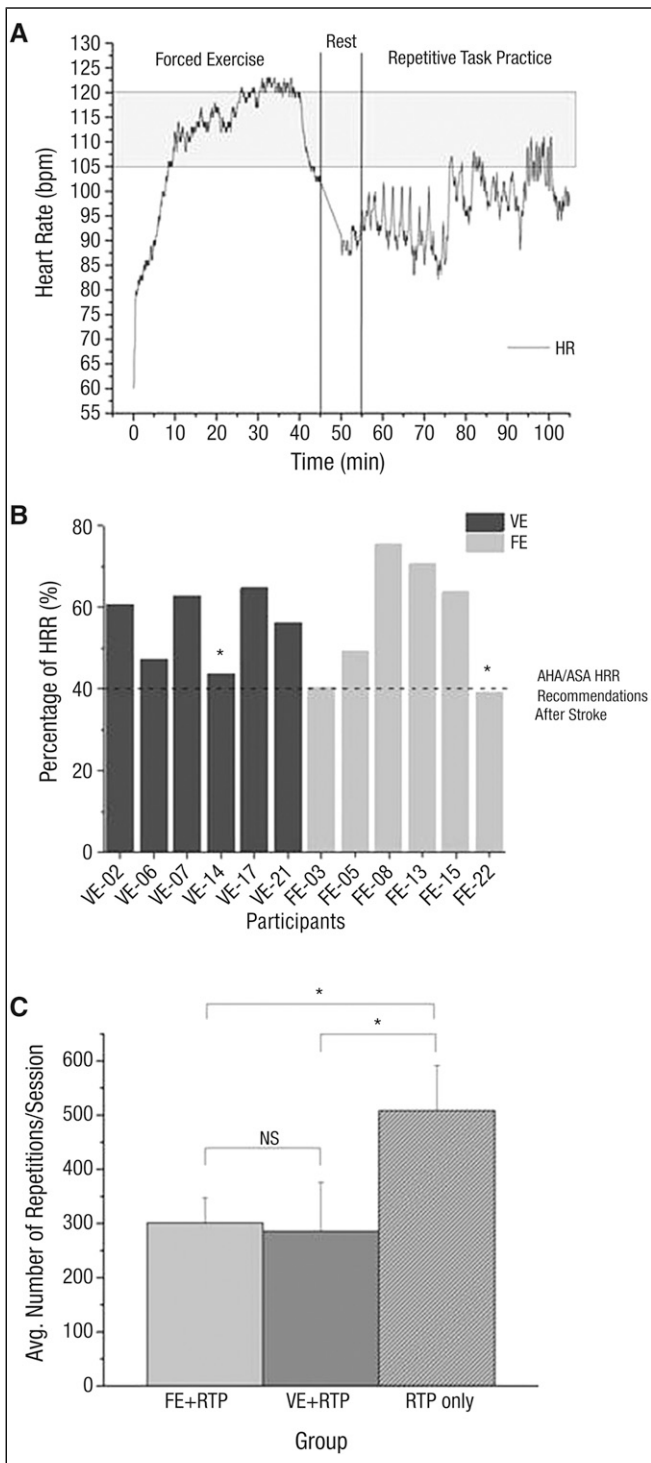 A
Forced Exercise
Rest
Repetitive Task Practice
130
125
120
115
110
105
100
95
90
85
80
75
70
65
60
55
Heart Rate (bpm)
HR
0 10 20 30 40 50 60 70 80 90 100
Time (min)
B
VE
FE
80
60
40
20
0
Percentage of HRR (%)
*
*
AHA/ASA HRR
Recommendations
After Stroke
VE-02 VE-06 VE-07 VE-14 VE-17 VE-21 FE-03 FE-05 FE-08 FE-13 FE-15 FE-22
Participants
C
*
*
NS
600
500
400
300
200
100
0
Avg. Number of Repetitions/Session
FE+RTP VE+RTP RTP only
Group